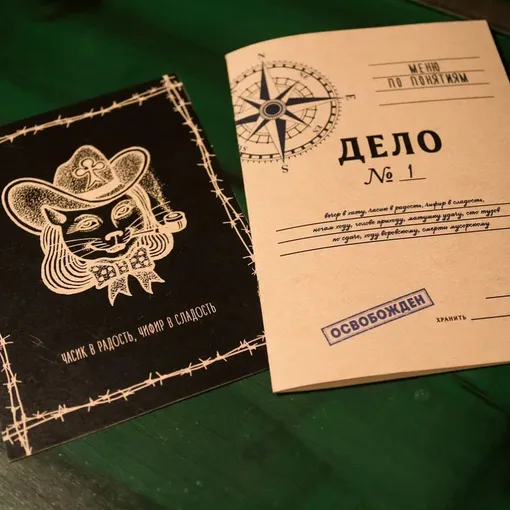 ЧАСИК В РАДОСТЬ, ЧИФИР В СЛАДОСТЬ
МЕНЮ
ПО ПОНЯТИЯМ
E
S
S
ДЕЛО
№ 1
вечер в хату, часик в радость, чифир в сладость,
ногам ходу, голове приходу, матушку удачу, сто тузов
по сдаче, ходу воровскому, смерти мусорскому
ОСВОБОЖДЕН
ХРАНИТЬ